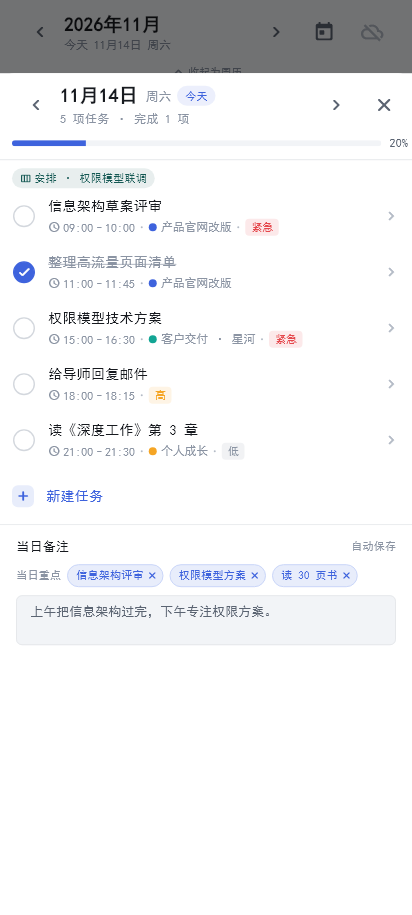 2026年11月
今天 11月14日 周六
11月14日 周六 今天
5 项任务 · 完成 1 项
20%
安排 · 权限模型联调
信息架构草案评审
09:00 – 10:00 · 产品官网改版 · 紧急
整理高流量页面清单
11:00 – 11:45 · 产品官网改版
权限模型技术方案
15:00 – 16:30 · 客户交付 · 星河 · 紧急
给导师回复邮件
18:00 – 18:15 · 高
读《深度工作》第 3 章
21:00 – 21:30 · 个人成长 · 低
+ 新建任务
当日备注 自动保存
当日重点 信息架构评审 × 权限模型方案 × 读 30 页书 ×
上午把信息架构过完，下午专注权限方案。